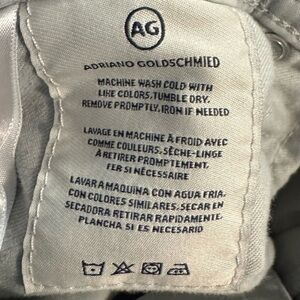 AG
ADRIANO GOLDSCHMIED
MACHINE WASH COLD WITH
LIKE COLORS, TUMBLE DRY.
REMOVE PROMPTLY, IRON IF NEEDED
LAVAGE EN MACHINE À FROID AVEC
COMME COULEURS. SÈCHE-LINGE
À RETIRER PROMPTEMENT,
FER SI NÉCESSAIRE
LAVAR A MAQUINA CON AGUA FRIA,
CON COLORES SIMILARES. SECAR EN
SECADORA RETIRAR RAPIDAMENTE.
PLANCHA SI ES NECESARIO